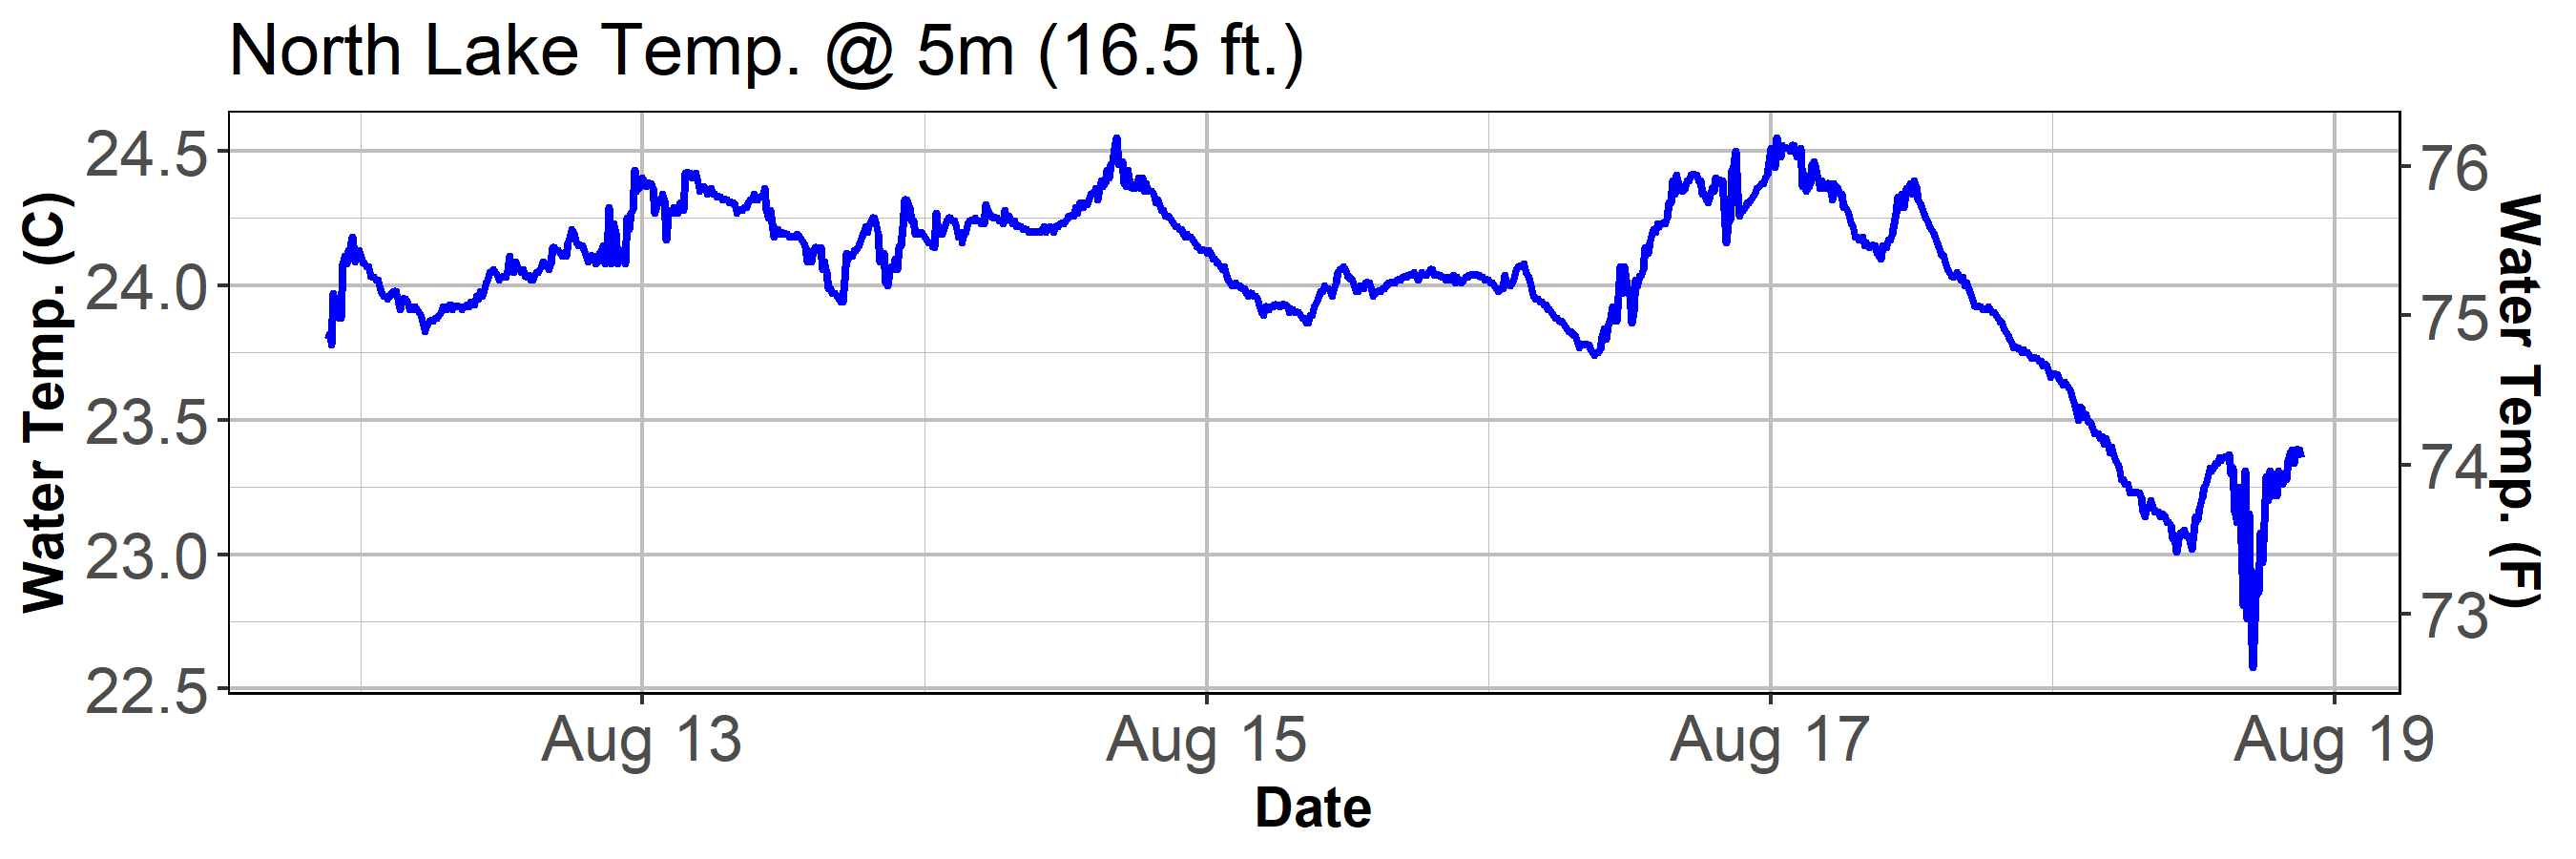 North Lake Temp. @ 5m (16.5 ft.)
Water Temp. (C)
24.5
24.0
23.5
23.0
22.5
76
75
74
73
Water Temp. (F)
Aug 13
Aug 15
Aug 17
Aug 19
Date